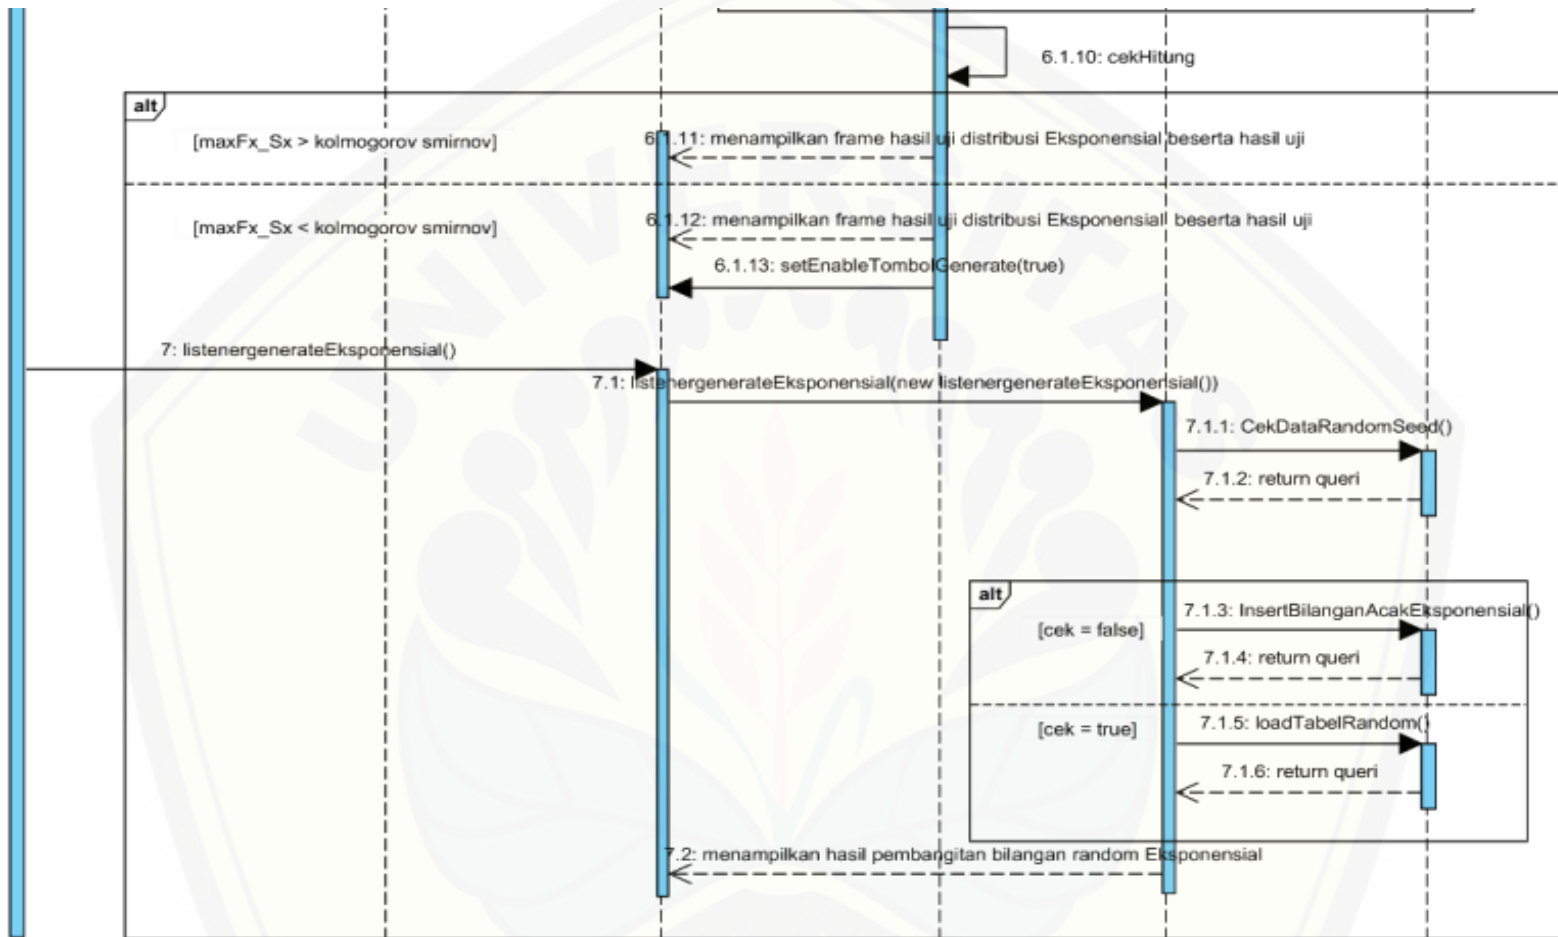 6.1.10: cekHitung
alt
[maxFx_Sx > kolmogorov smirnov]
6.1.11: menampilkan frame hasil uji distribusi Eksponensial beserta hasil uji
[maxFx_Sx < kolmogorov smirnov]
6.1.12: menampilkan frame hasil uji distribusi Eksponensiall beserta hasil uji
6.1.13: setEnableTombolGenerate(true)
7: listenergenerateEksponensial()
7.1: listenergenerateEksponensial(new listenergenerateEksponensial())
7.1.1: CekDataRandomSeed()
7.1.2: return queri
alt
[cek = false]
7.1.3: InsertBilanganAcakEksponensial()
7.1.4: return queri
[cek = true]
7.1.5: loadTabelRandom()
7.1.6: return queri
7.2: menampilkan hasil pembangitan bilangan random Eksponensial
UNIVERSITAS